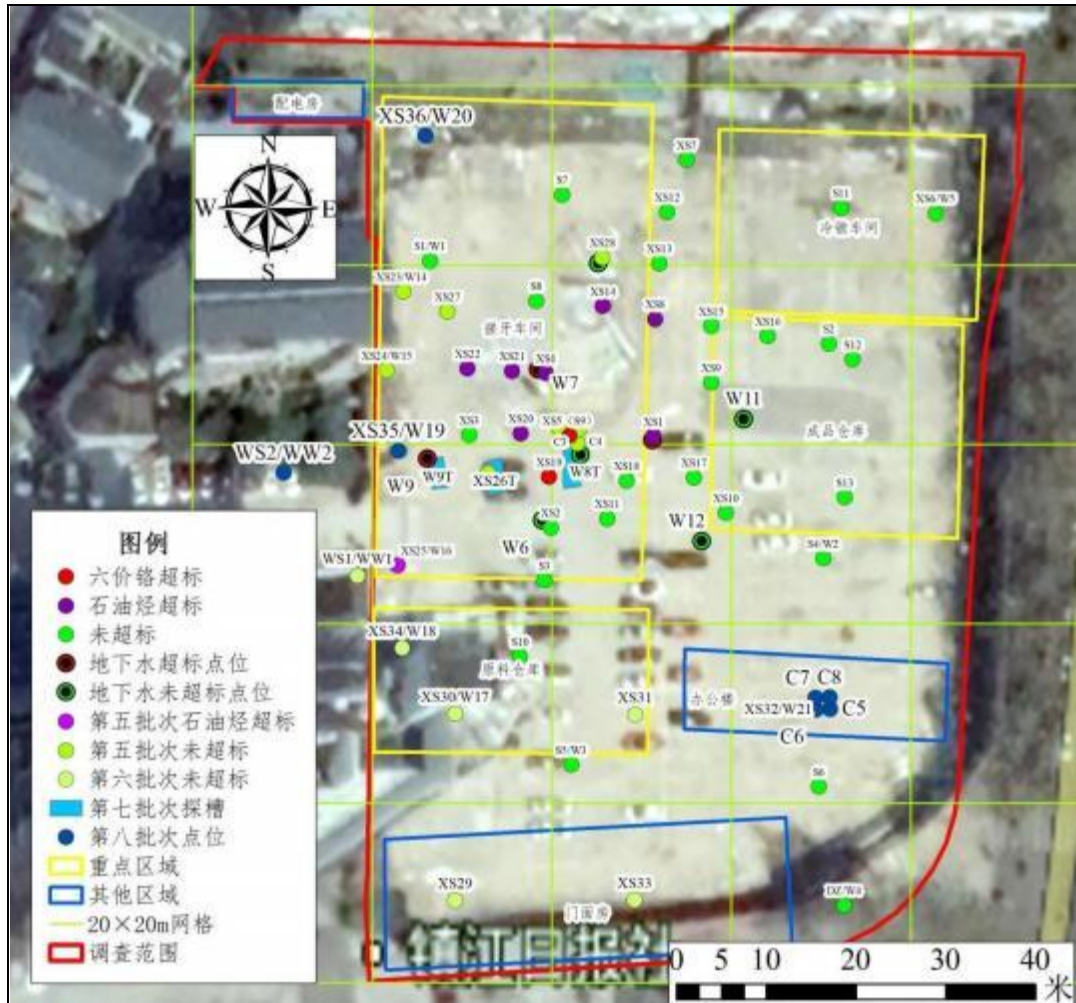 配电房
XS36/W20
N
W
E
S
XS7
S7
XS12
S11
XS6/W5
冷镦车间
S1/W1
XS28
XS13
XS23/W14
XS27
S8
XS14
XS8
搓牙车间
XS15
XS16
S2
S12
XS24/W15
XS22
XS21
W7
XS9
W11
XS3
XS20
XS5（S9）
XS1
成品仓库
XS35/W19
C3
C4
WS2/WW2
W9
W9T
XS26T
XS19
W8T
XS18
XS17
S13
XS2
XS11
XS10
W6
W12
S4/W2
WS1/WW1
XS25/W16
S3
XS34/W18
S10
原料仓库
办公楼
C7
C8
XS32/W21
C5
C6
XS30/W17
XS31
S5/W3
S6
XS29
XS33
门面房
图例
六价铬超标
石油烃超标
未超标
地下水超标点位
地下水未超标点位
第五批次石油烃超标
第五批次未超标
第六批次未超标
第七批次探槽
第八批次点位
重点区域
其他区域
20×20m网格
调查范围
0 5 10 20 30 40
米